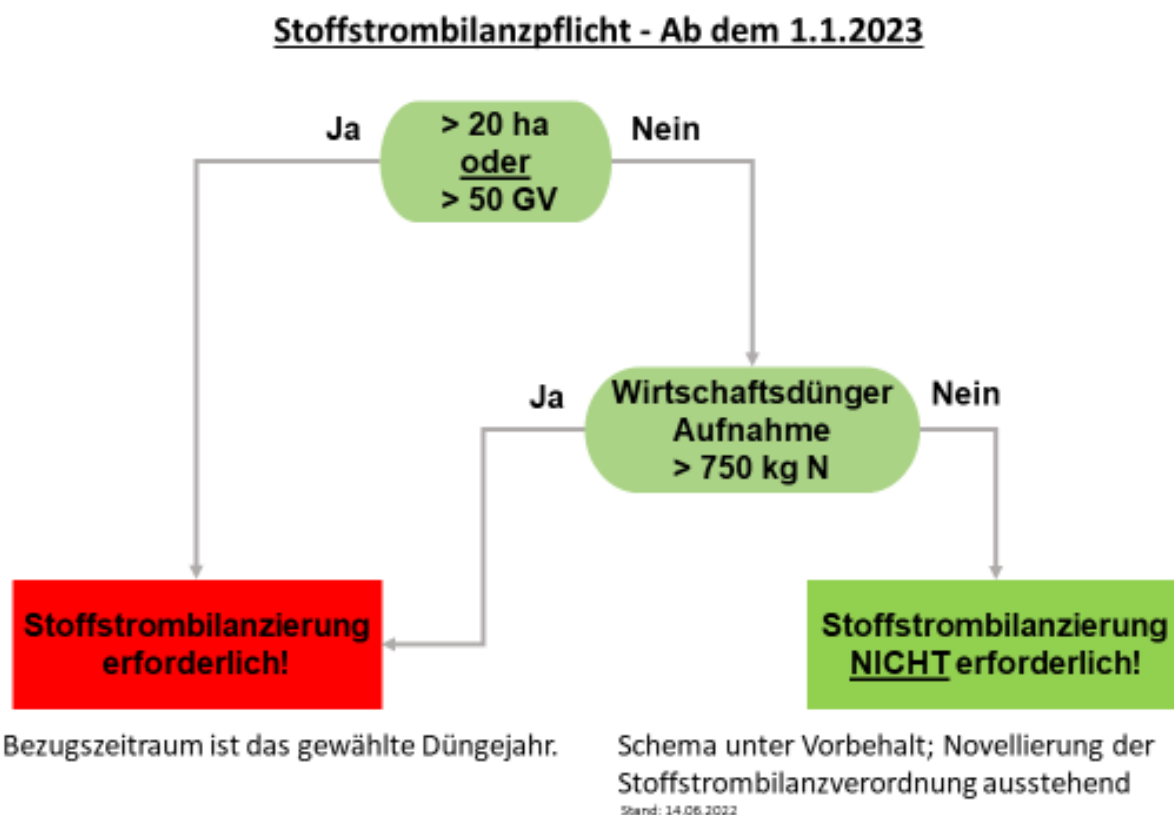 Stoffstrombilanzpflicht - Ab dem 1.1.2023
Ja
> 20 ha
oder
> 50 GV
Nein
Ja
Wirtschaftsdünger
Aufnahme
> 750 kg N
Nein
Stoffstrombilanzierung
erforderlich!
Stoffstrombilanzierung
NICHT erforderlich!
Bezugszeitraum ist das gewählte Düngejahr.
Schema unter Vorbehalt; Novellierung der
Stoffstrombilanzverordnung ausstehend
Stand: 14.06.2022